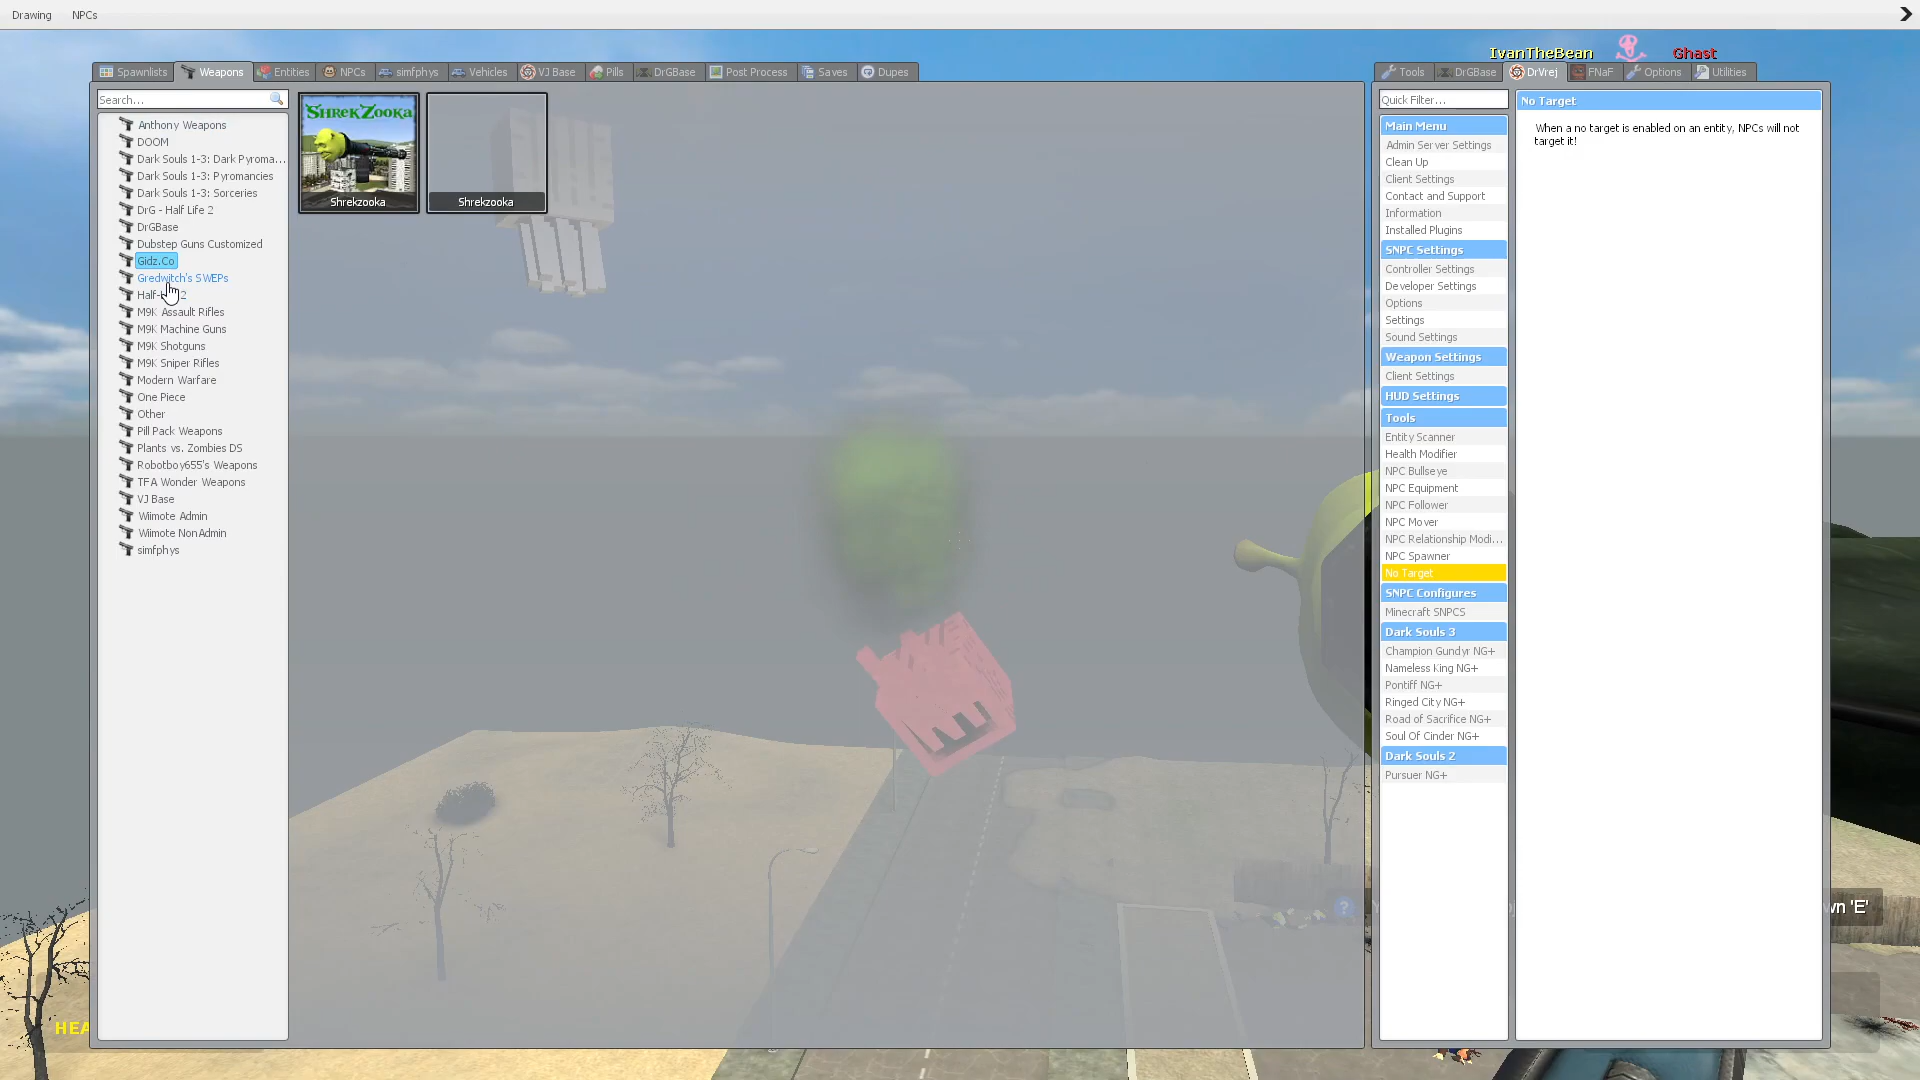 Drawing NPCs
IvanTheBean Ghast
Spawnlists Weapons Entities NPCs simfphys Vehicles VJ Base Pills DrGBase Post Process Saves Dupes
Tools DrGBase DrVrej FNaF Options Utilities
Search...
Anthony Weapons
DOOM
Dark Souls 1-3: Dark Pyroma...
Dark Souls 1-3: Pyromancies
Dark Souls 1-3: Sorceries
DrG - Half Life 2
DrGBase
Dubstep Guns Customized
Gidz.Co
Gredwitch's SWEPs
Half- 2
M9K Assault Rifles
M9K Machine Guns
M9K Shotguns
M9K Sniper Rifles
Modern Warfare
One Piece
Other
Pill Pack Weapons
Plants vs. Zombies DS
Robotboy655's Weapons
TFA Wonder Weapons
VJ Base
Wiimote Admin
Wiimote NonAdmin
simfphys
SHREKZOOKA
Shrekzooka
Shrekzooka
Quick Filter...
Main Menu
Admin Server Settings
Clean Up
Client Settings
Contact and Support
Information
Installed Plugins
SNPC Settings
Controller Settings
Developer Settings
Options
Settings
Sound Settings
Weapon Settings
Client Settings
HUD Settings
Tools
Entity Scanner
Health Modifier
NPC Bullseye
NPC Equipment
NPC Follower
NPC Mover
NPC Relationship Modi...
NPC Spawner
No Target
SNPC Configures
Minecraft SNPCS
Dark Souls 3
Champion Gundyr NG+
Nameless King NG+
Pontiff NG+
Ringed City NG+
Road of Sacrifice NG+
Soul Of Cinder NG+
Dark Souls 2
Pursuer NG+
No Target
When a no target is enabled on an entity, NPCs will not
target it!
wn 'E'
HEA